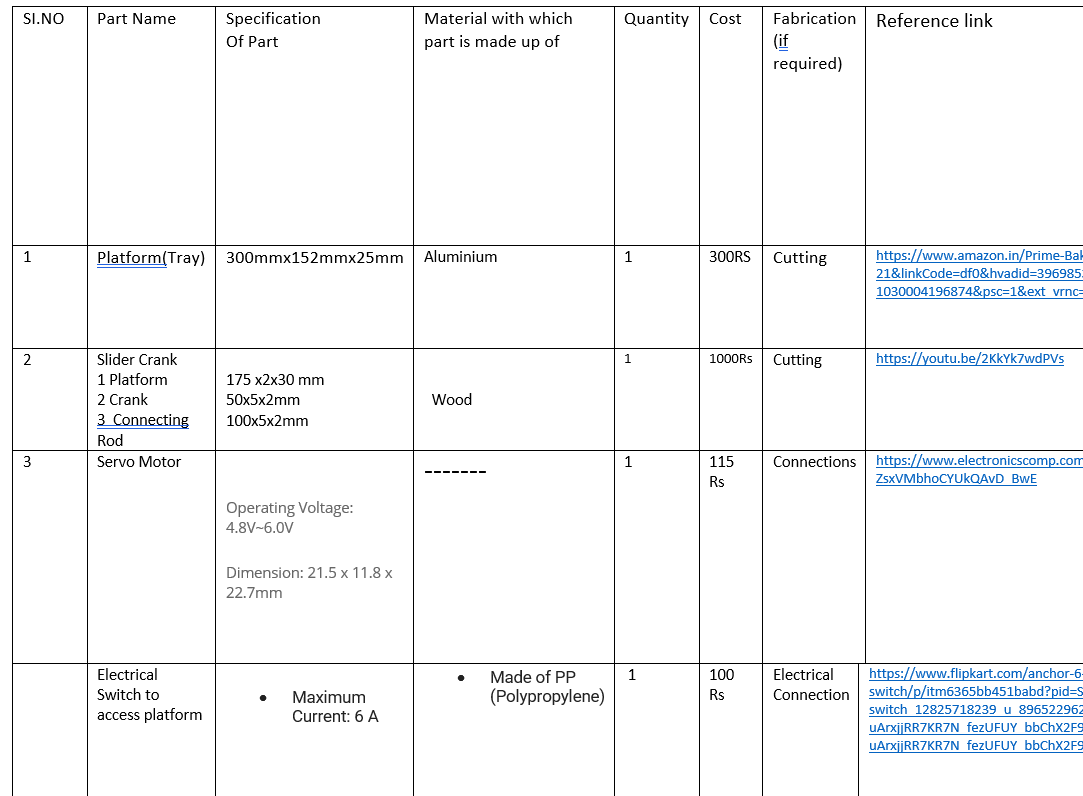 SI.NO
Part Name
Specification
Of Part
Material with which
part is made up of
Quantity
Cost
Fabrication
(if
required)
Reference link
1
Platform(Tray)
300mmx152mmx25mm
Aluminium
1
300RS
Cutting
https://www.amazon.in/Prime-Bak
21&linkCode=df0&hvadid=396985
1030004196874&psc=1&ext_vrnc=
2
Slider Crank
1 Platform
2 Crank
3 Connecting
Rod
175 x2x30 mm
50x5x2mm
100x5x2mm
Wood
1
1000Rs
Cutting
https://youtu.be/2KkYk7wdPVs
3
Servo Motor
Operating Voltage:
4.8V~6.0V
Dimension: 21.5 x 11.8 x
22.7mm
-------
1
115
Rs
Connections
https://www.electronicscomp.com
ZsxVMbhoCYUkQAvD_BwE
Electrical
Switch to
access platform
• Maximum
Current: 6 A
• Made of PP
(Polypropylene)
1
100
Rs
Electrical
Connection
https://www.flipkart.com/anchor-6-
switch/p/itm6365bb451babd?pid=S
switch_12825718239_u_896522962
uArxjjRR7KR7N_fezUFUY_bbChX2F9
uArxjjRR7KR7N_fezUFUY_bbChX2F9